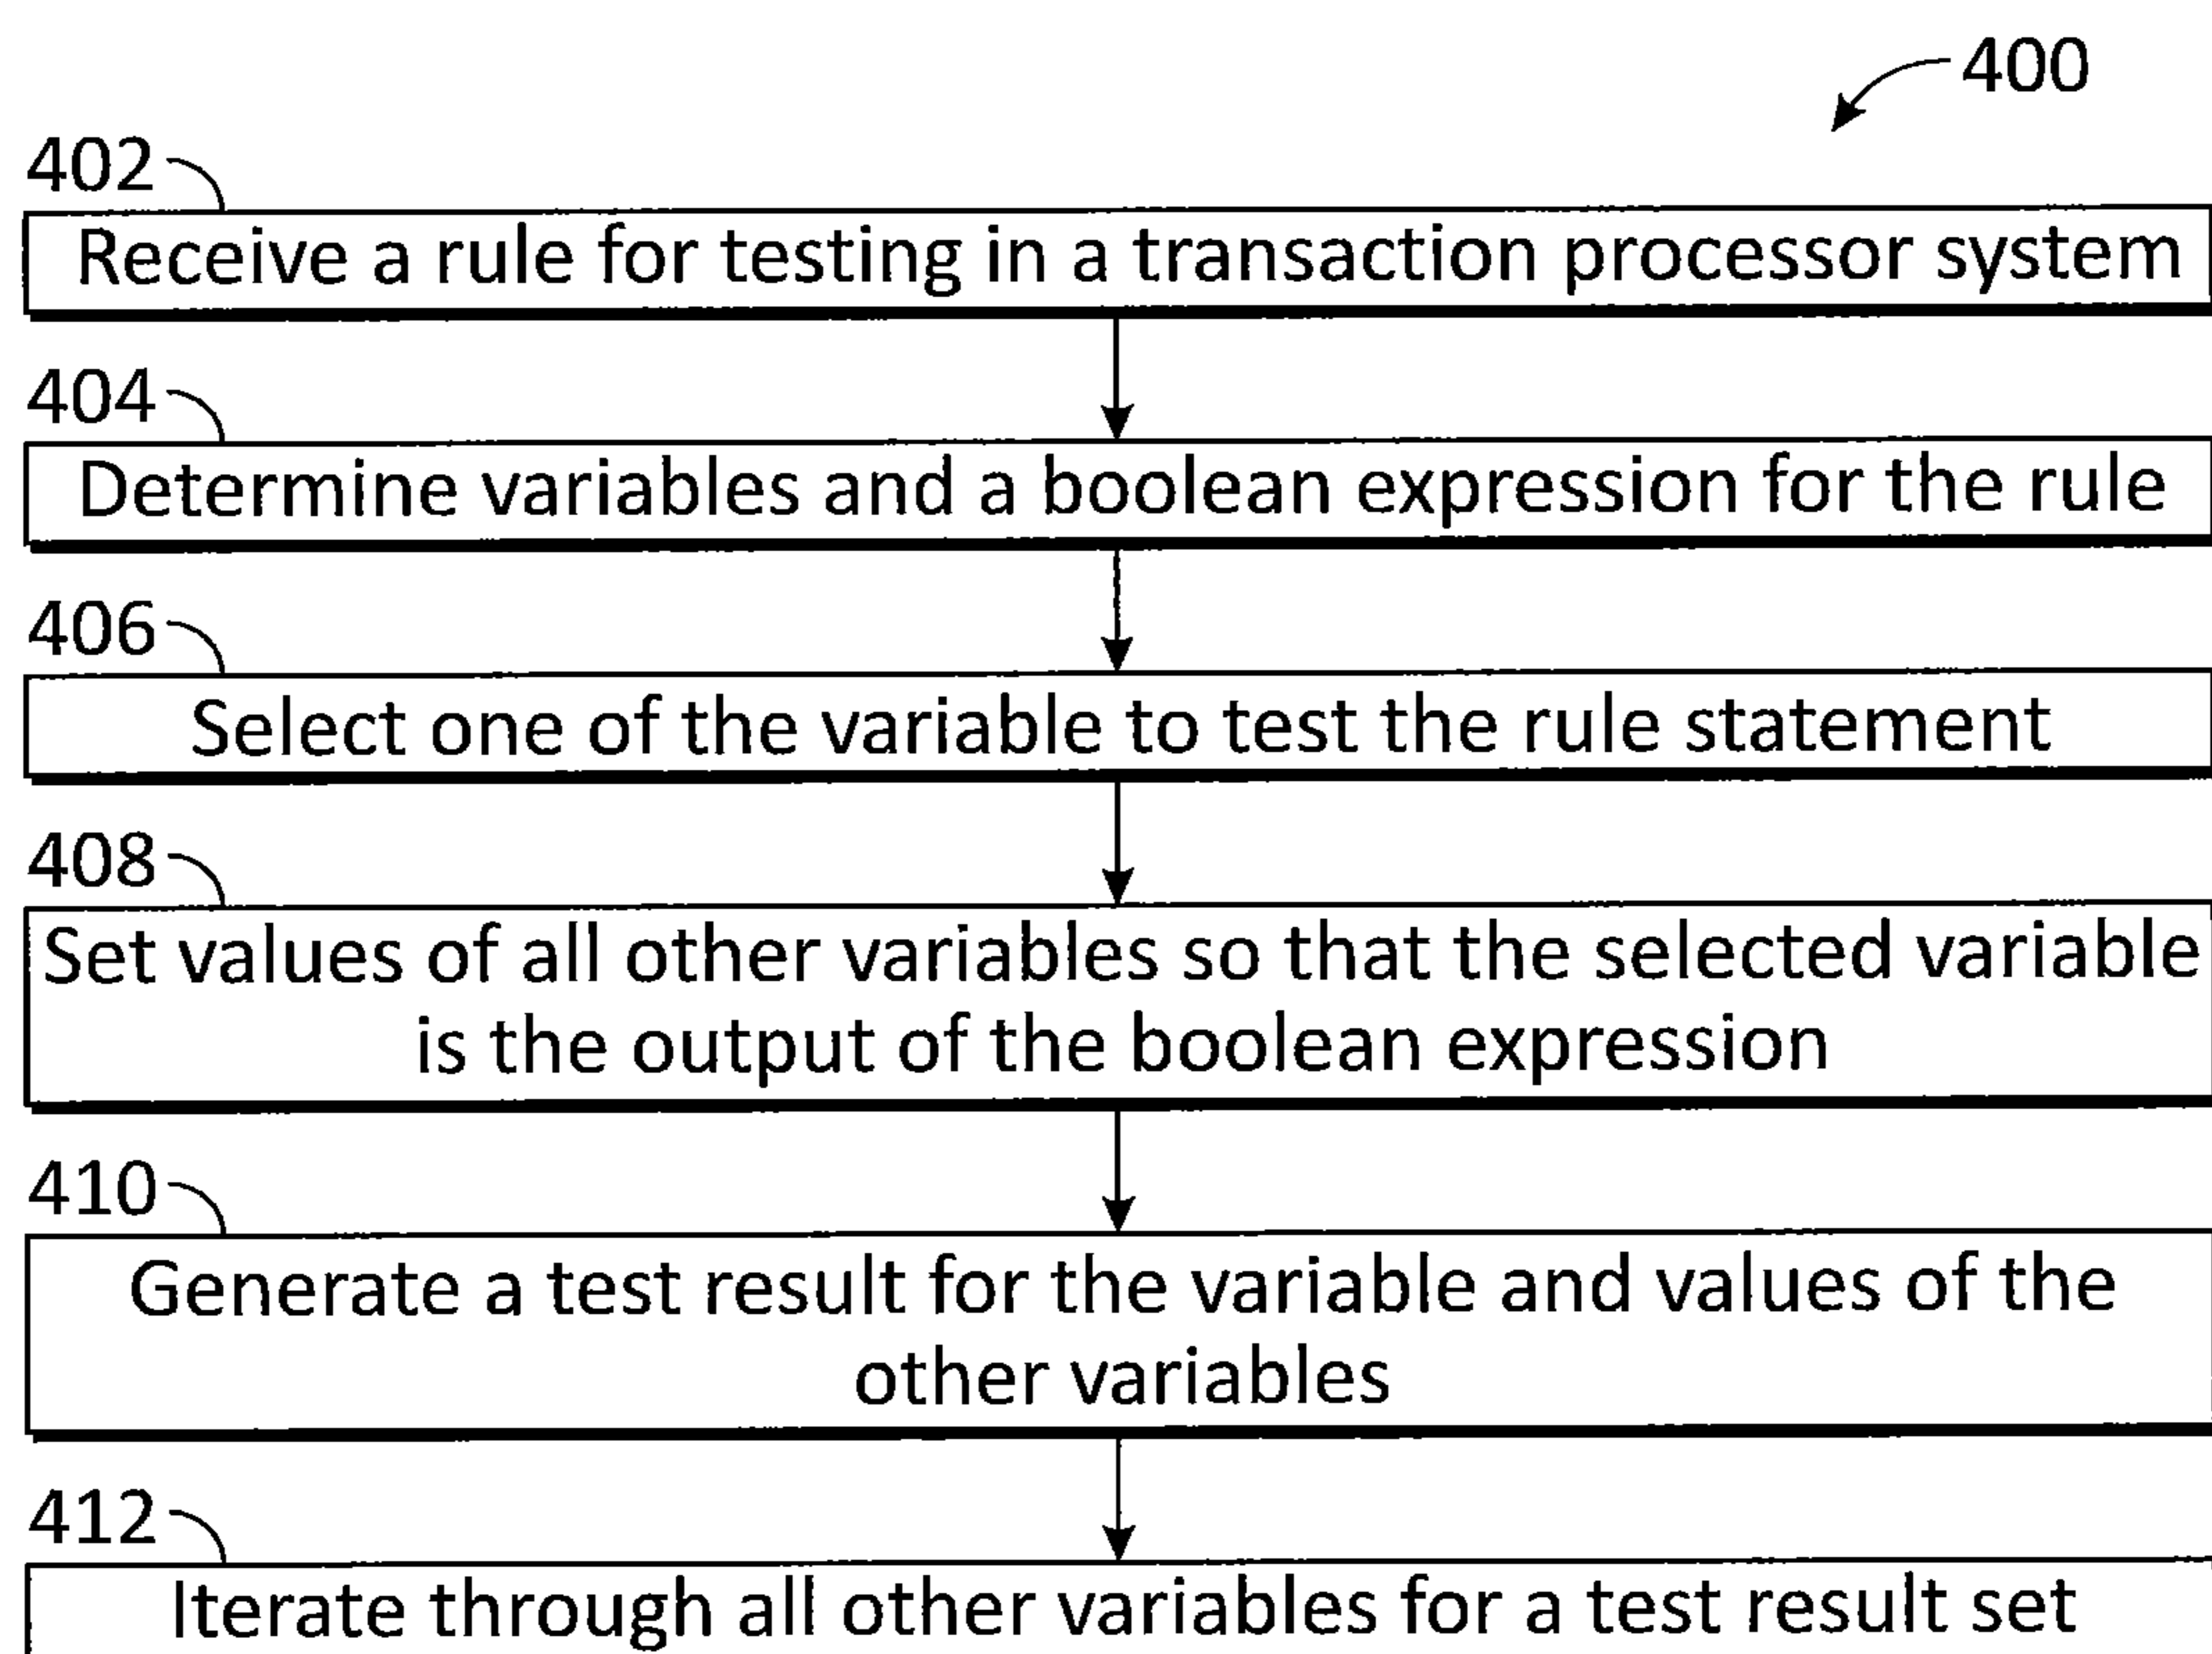 400
402
Receive a rule for testing in a transaction processor system
404
Determine variables and a boolean expression for the rule
406
Select one of the variable to test the rule statement
408
Set values of all other variables so that the selected variable
is the output of the boolean expression
410
Generate a test result for the variable and values of the
other variables
412
Iterate through all other variables for a test result set